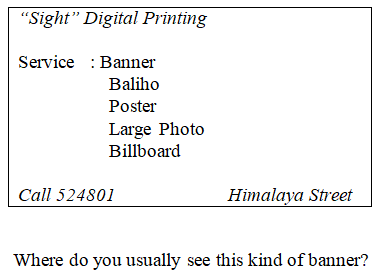 “Sight” Digital Printing
Service : Banner
Baliho
Poster
Large Photo
Billboard
Call 524801 Himalaya Street
Where do you usually see this kind of banner?